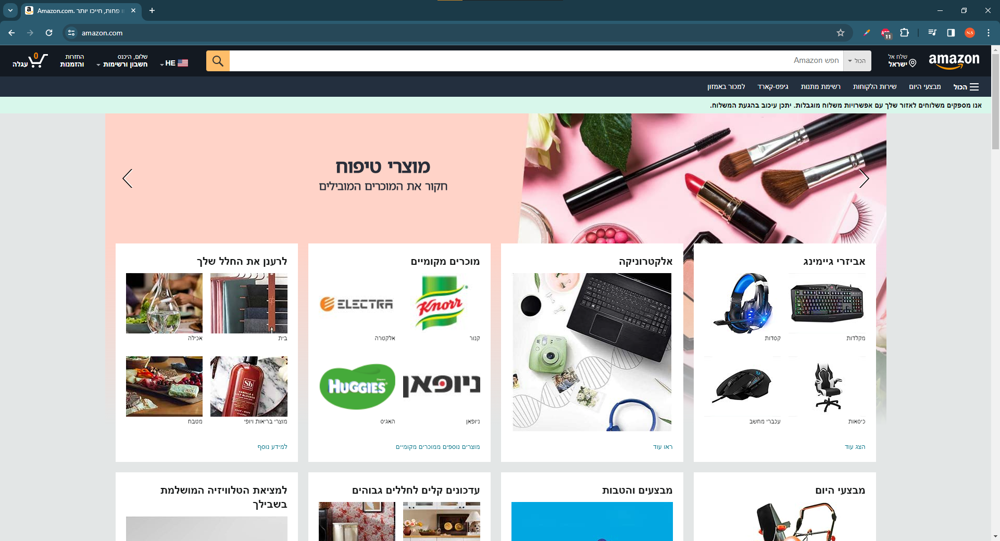 Amazon.com. ו פחות, חייכו יותר
amazon.com
11
N.S
amazon
שלח אל
ישראל
הכול
חפש Amazon
HE
שלום, היכנס
חשבון ורשימות
החזרות
והזמנות
0
עגלה
הכול
מבצעי היום
שירות הלקוחות
רשימת מתנות
גיפט-קארד
למכור באמזון
אנו מספקים משלוחים לאזור שלך עם אפשרויות משלוח מוגבלות. יתכן עיכוב בהגעת המשלוח.
מוצרי טיפוח
חקור את המוכרים המובילים
אביזרי גיימינג
מקלדות
קסדות
כיסאות
עכברי מחשב
הצג עוד
אלקטרוניקה
ראו עוד
מוכרים מקומיים
Knorr
ELECTRA
קנור
אלקטרה
ניופאן
HUGGIES
ניופאן
האגיס
מוצרים נוספים ממוכרים מקומיים
לרענן את החלל שלך
בית
אכילה
Sb
VANILLA &
LILY BLOSSOM
מוצרי בריאות ויופי
מטבח
למידע נוסף
מבצעי היום
מבצעים והטבות
עדכונים קלים לחללים גבוהים
למציאת הטלוויזיה המושלמת
בשבילך